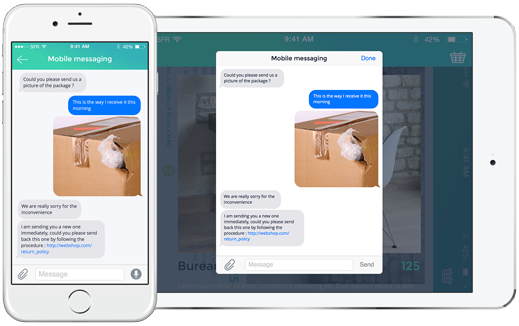 SFR 9:41 AM 42%
Mobile messaging
Could you please send us a
picture of the package ?
This is the way I receive it this
morning
We are really sorry for the
inconvenience
I am sending you a new one
immediately, could you please send
back this one by following the
procedure : http://webshop.com/
return_policy
Message
SFR 9:41 AM 42%
Mobile messaging Done
Could you please send us a
picture of the package ?
This is the way I receive it this
morning
We are really sorry for the
inconvenience
I am sending you a new one
immediately, could you please send
back this one by following the
procedure : http://webshop.com/
return_policy
Message Send
Bureau 125